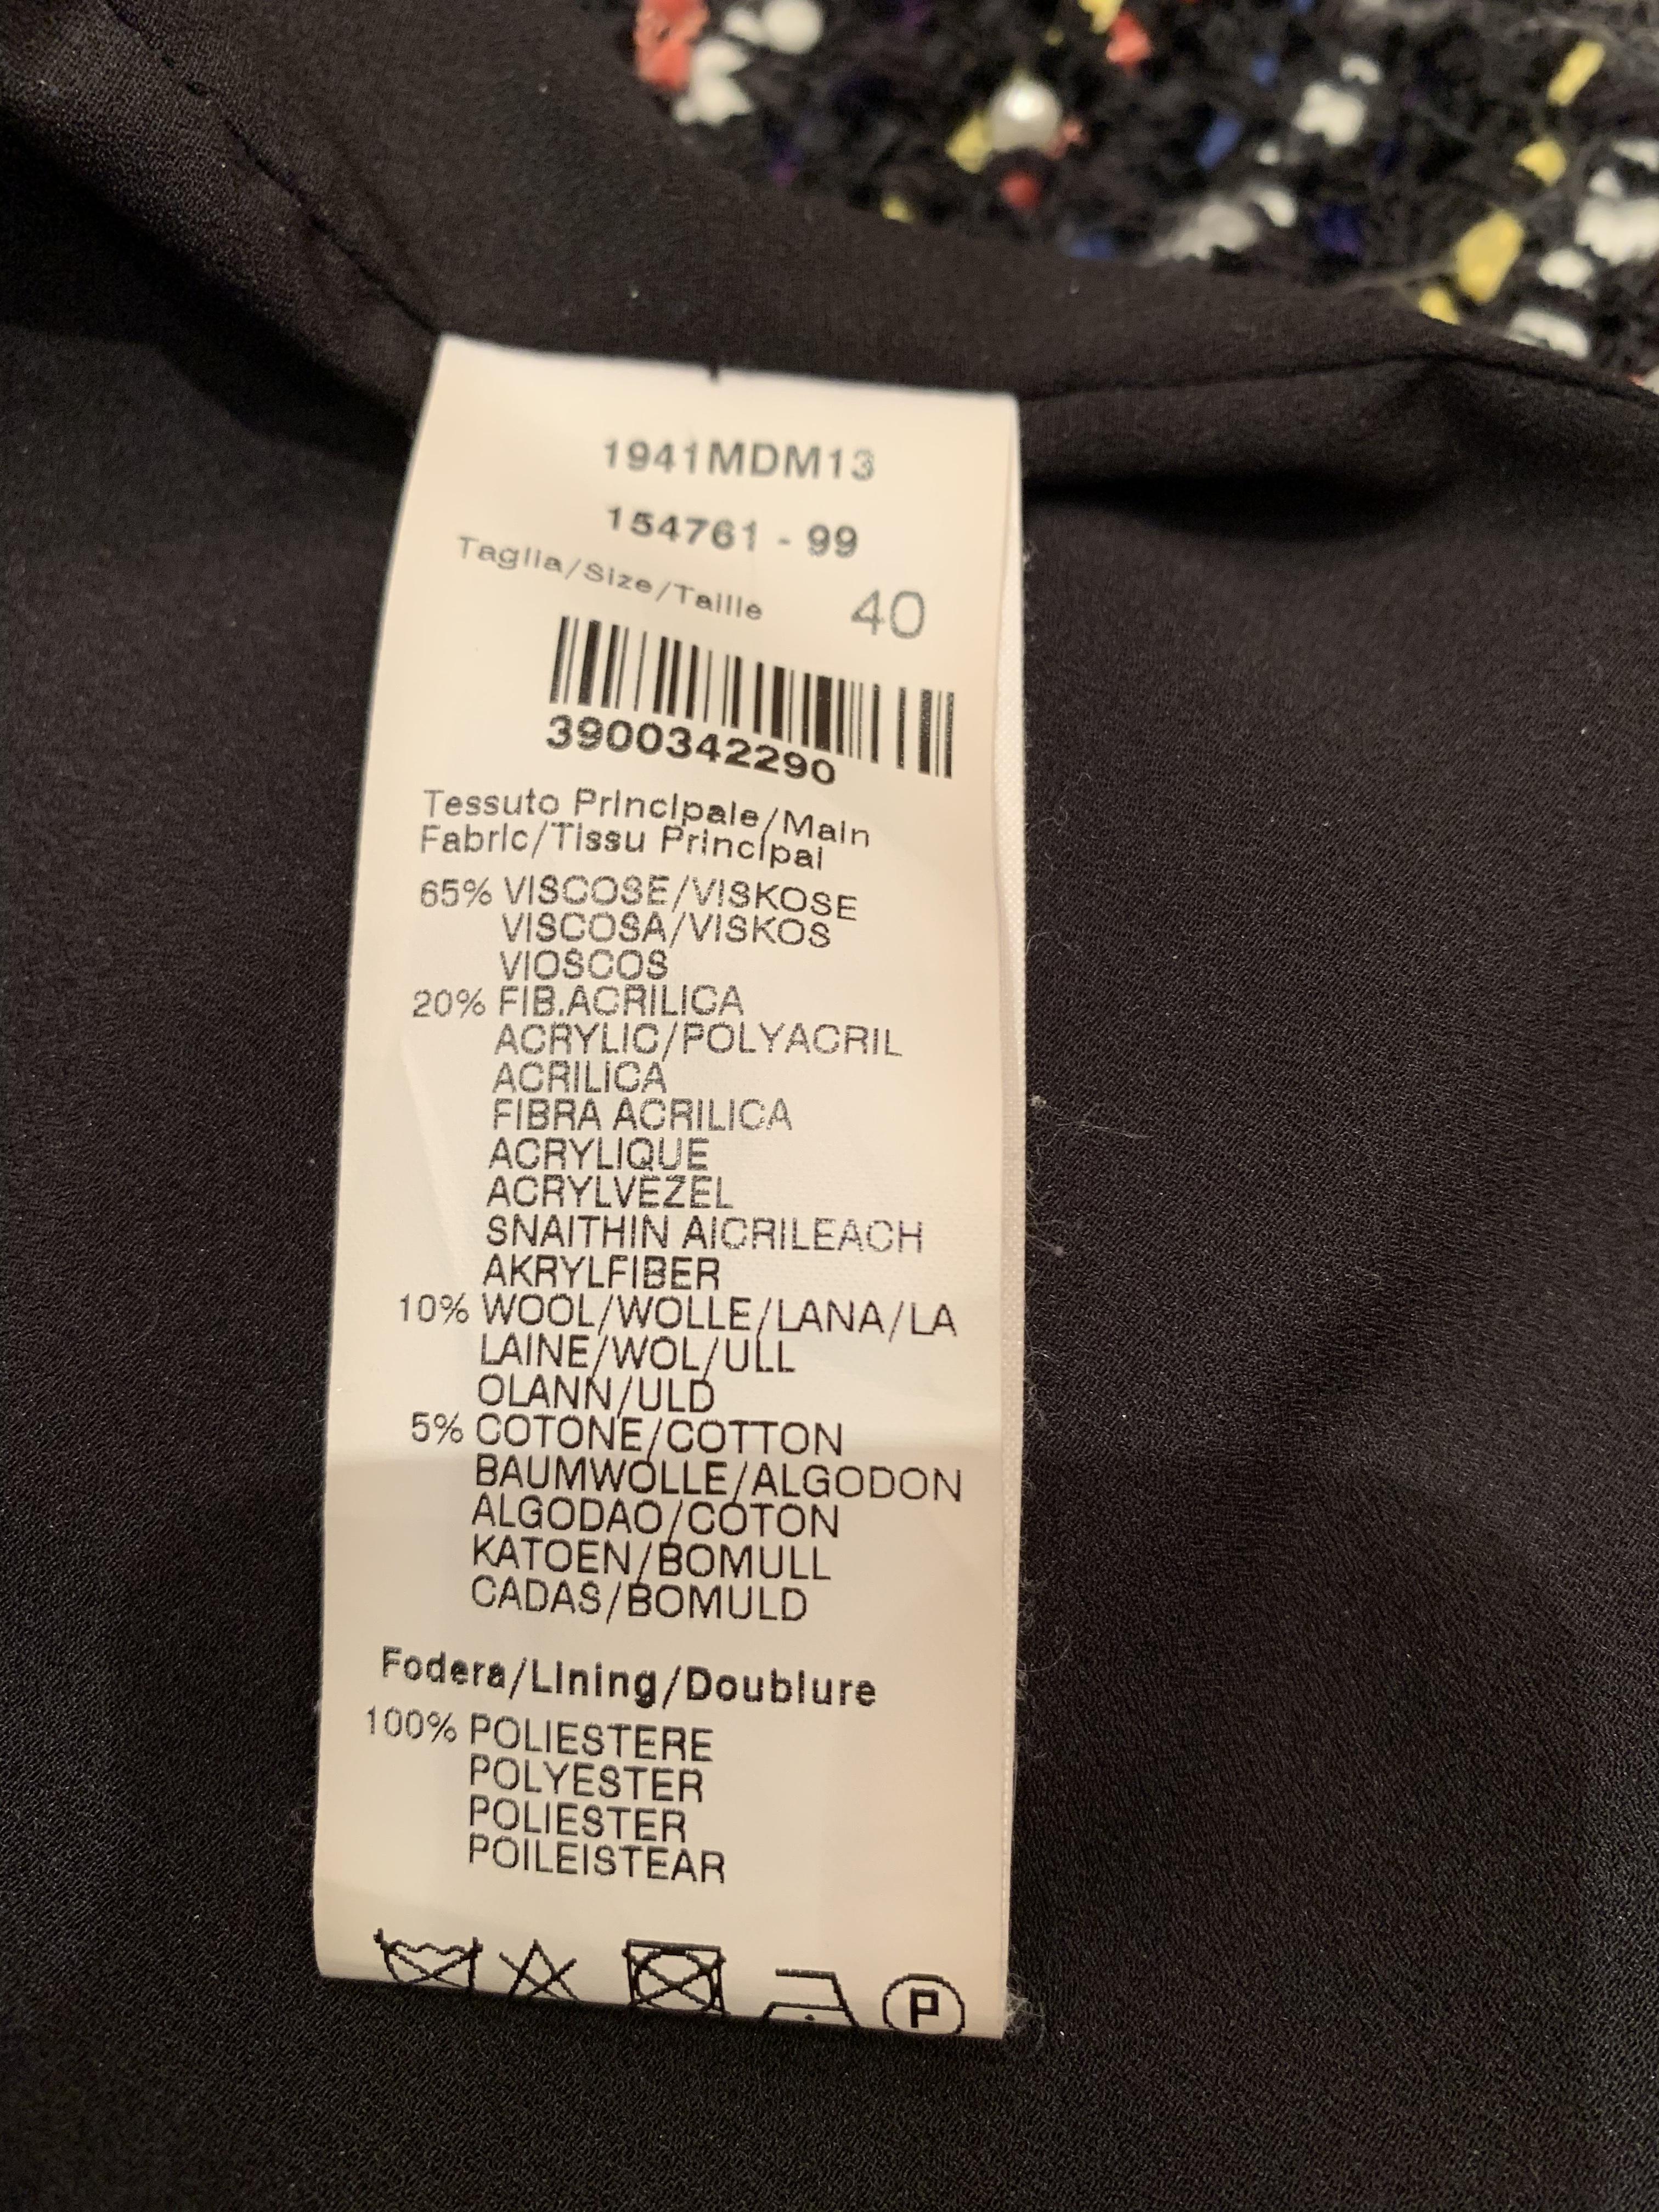 1941MDM13
154761 - 99
Taglia/Size/Taille 40
3900342290
Tessuto Principale/Main
Fabric/Tissu Principal
65% VISCOSE/VISKOSE
VISCOSA/VISKOS
VIOSCOS
20% FIB.ACRILICA
ACRYLIC/POLYACRIL
ACRILICA
FIBRA ACRILICA
ACRYLIQUE
ACRYLVEZEL
SNAITHIN AICRILEACH
AKRYLFIBER
10% WOOL/WOLLE/LANA/LA
LAINE/WOL/ULL
OLANN/ULD
5% COTONE/COTTON
BAUMWOLLE/ALGODON
ALGODAO/COTON
KATOEN/BOMULL
CADAS/BOMULD
Fodera/Lining/Doublure
100% POLIESTERE
POLYESTER
POLIESTER
POILEISTEAR
P